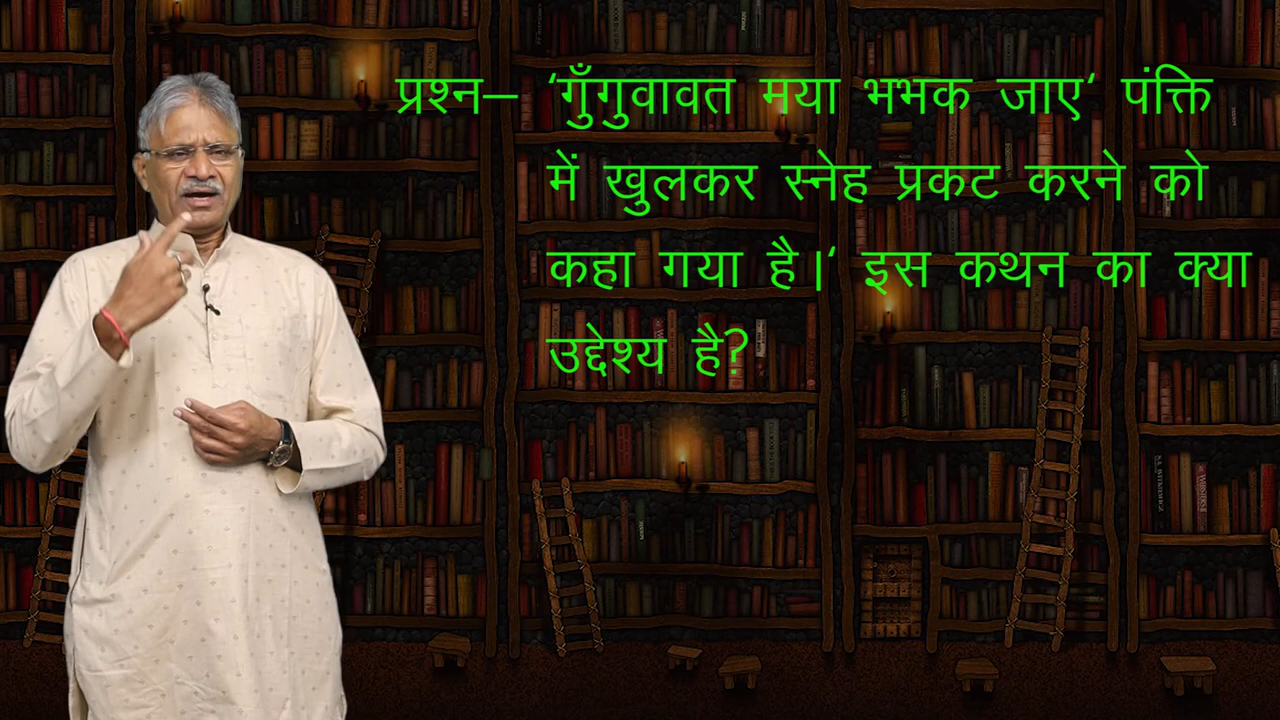 प्रश्न– ‘गुँगुवावत मया भभक जाए‘ पंक्ति
में खुलकर स्नेह प्रकट करने को
कहा गया है।‘ इस कथन का क्या
उद्देश्य है?